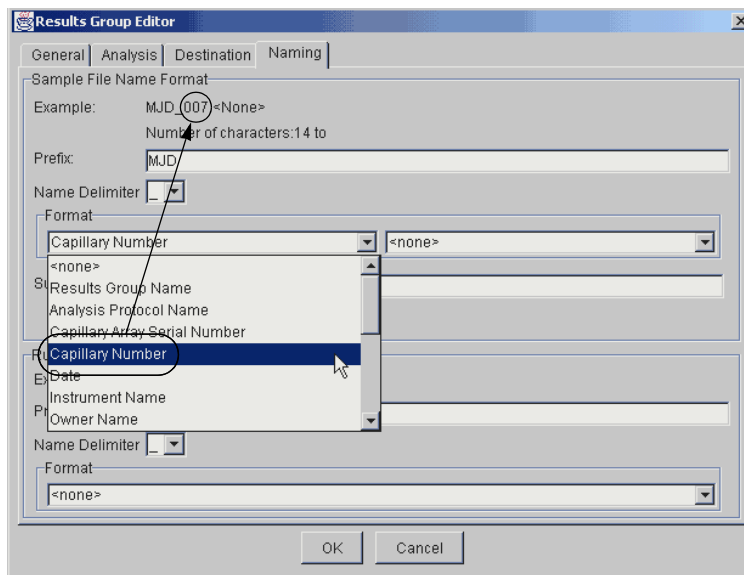 Results Group Editor
General Analysis Destination Naming
Sample File Name Format
Example: MJD_007<None>
Number of characters:14 to
Prefix: MJD
Name Delimiter _
Format
Capillary Number <none>
<none>
Results Group Name
Analysis Protocol Name
Capillary Array Serial Number
Capillary Number
Date
Instrument Name
Owner Name
Name Delimiter _
Format
<none>
OK Cancel